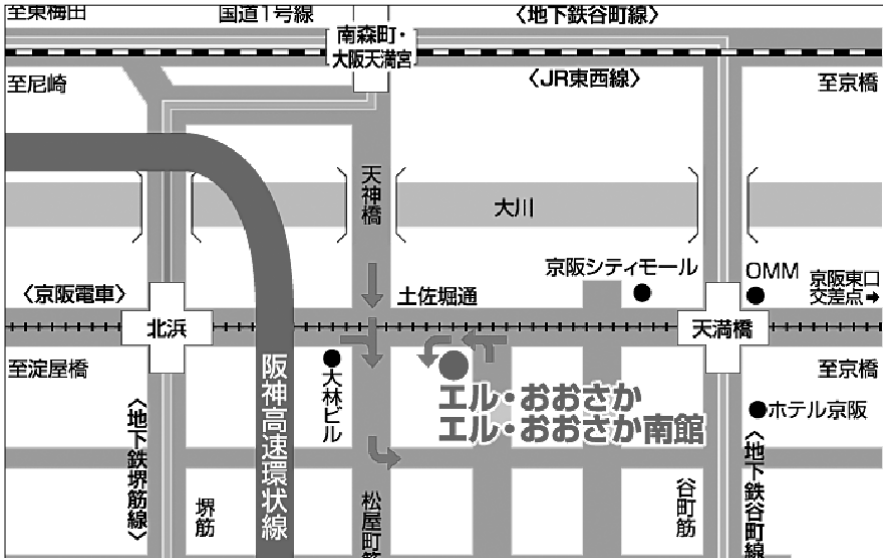 至東梅田
国道1号線
〈地下鉄谷町線〉
南森町・
大阪天満宮
至尼崎
〈JR東西線〉
至京橋
天神橋
大川
京阪シティモール
OMM
京阪東口
交差点➡
〈京阪電車〉
土佐堀通
北浜
天満橋
至淀屋橋
阪神高速環状線
大林ビル
エル・おおさか
エル・おおさか南館
至京橋
ホテル京阪
〈地下鉄堺筋線〉
堺筋
松屋町筋
谷町筋
〈地下鉄谷町線